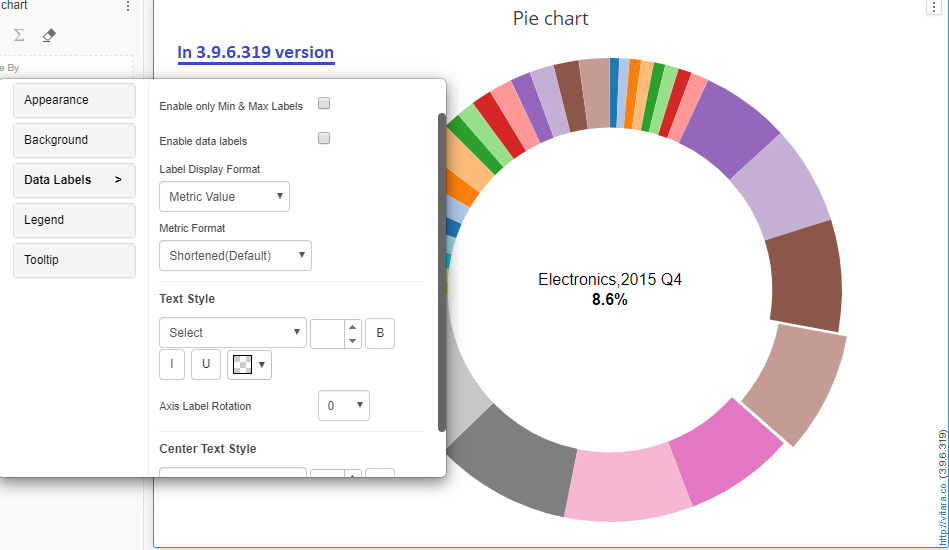 chart
Pie chart
In 3.9.6.319 version
e By
Appearance
Background
Data Labels >
Legend
Tooltip
Enable only Min & Max Labels
Enable data labels
Label Display Format
Metric Value
Metric Format
Shortened(Default)
Text Style
Select
B
I
U
Axis Label Rotation
0
Center Text Style
Electronics,2015 Q4
8.6%
http://vitara.co (3.9.6.319)